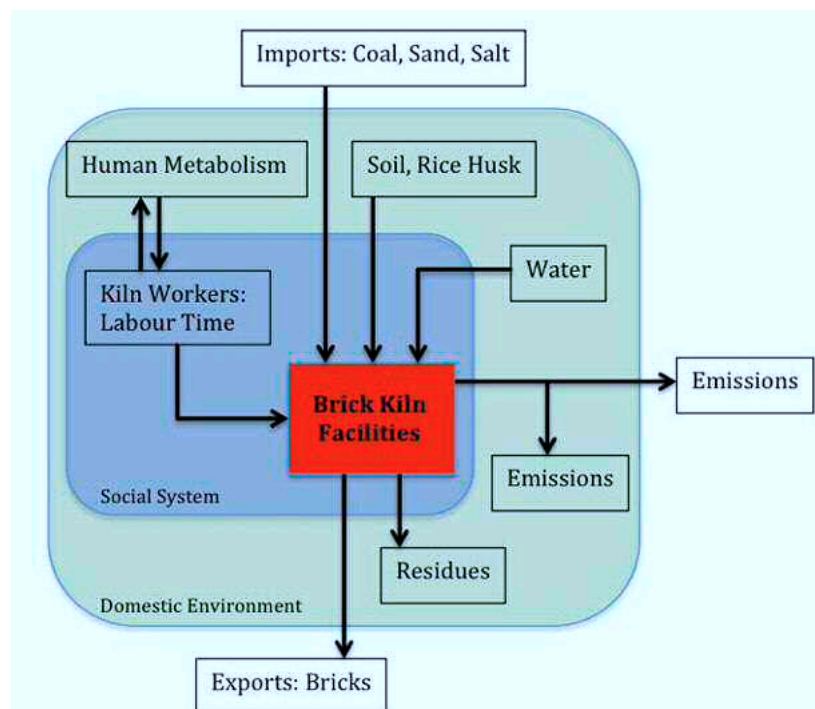 Imports: Coal, Sand, Salt
Human Metabolism
Soil, Rice Husk
Water
Kiln Workers:
Labour Time
Brick Kiln
Facilities
Emissions
Emissions
Social System
Residues
Domestic Environment
Exports: Bricks